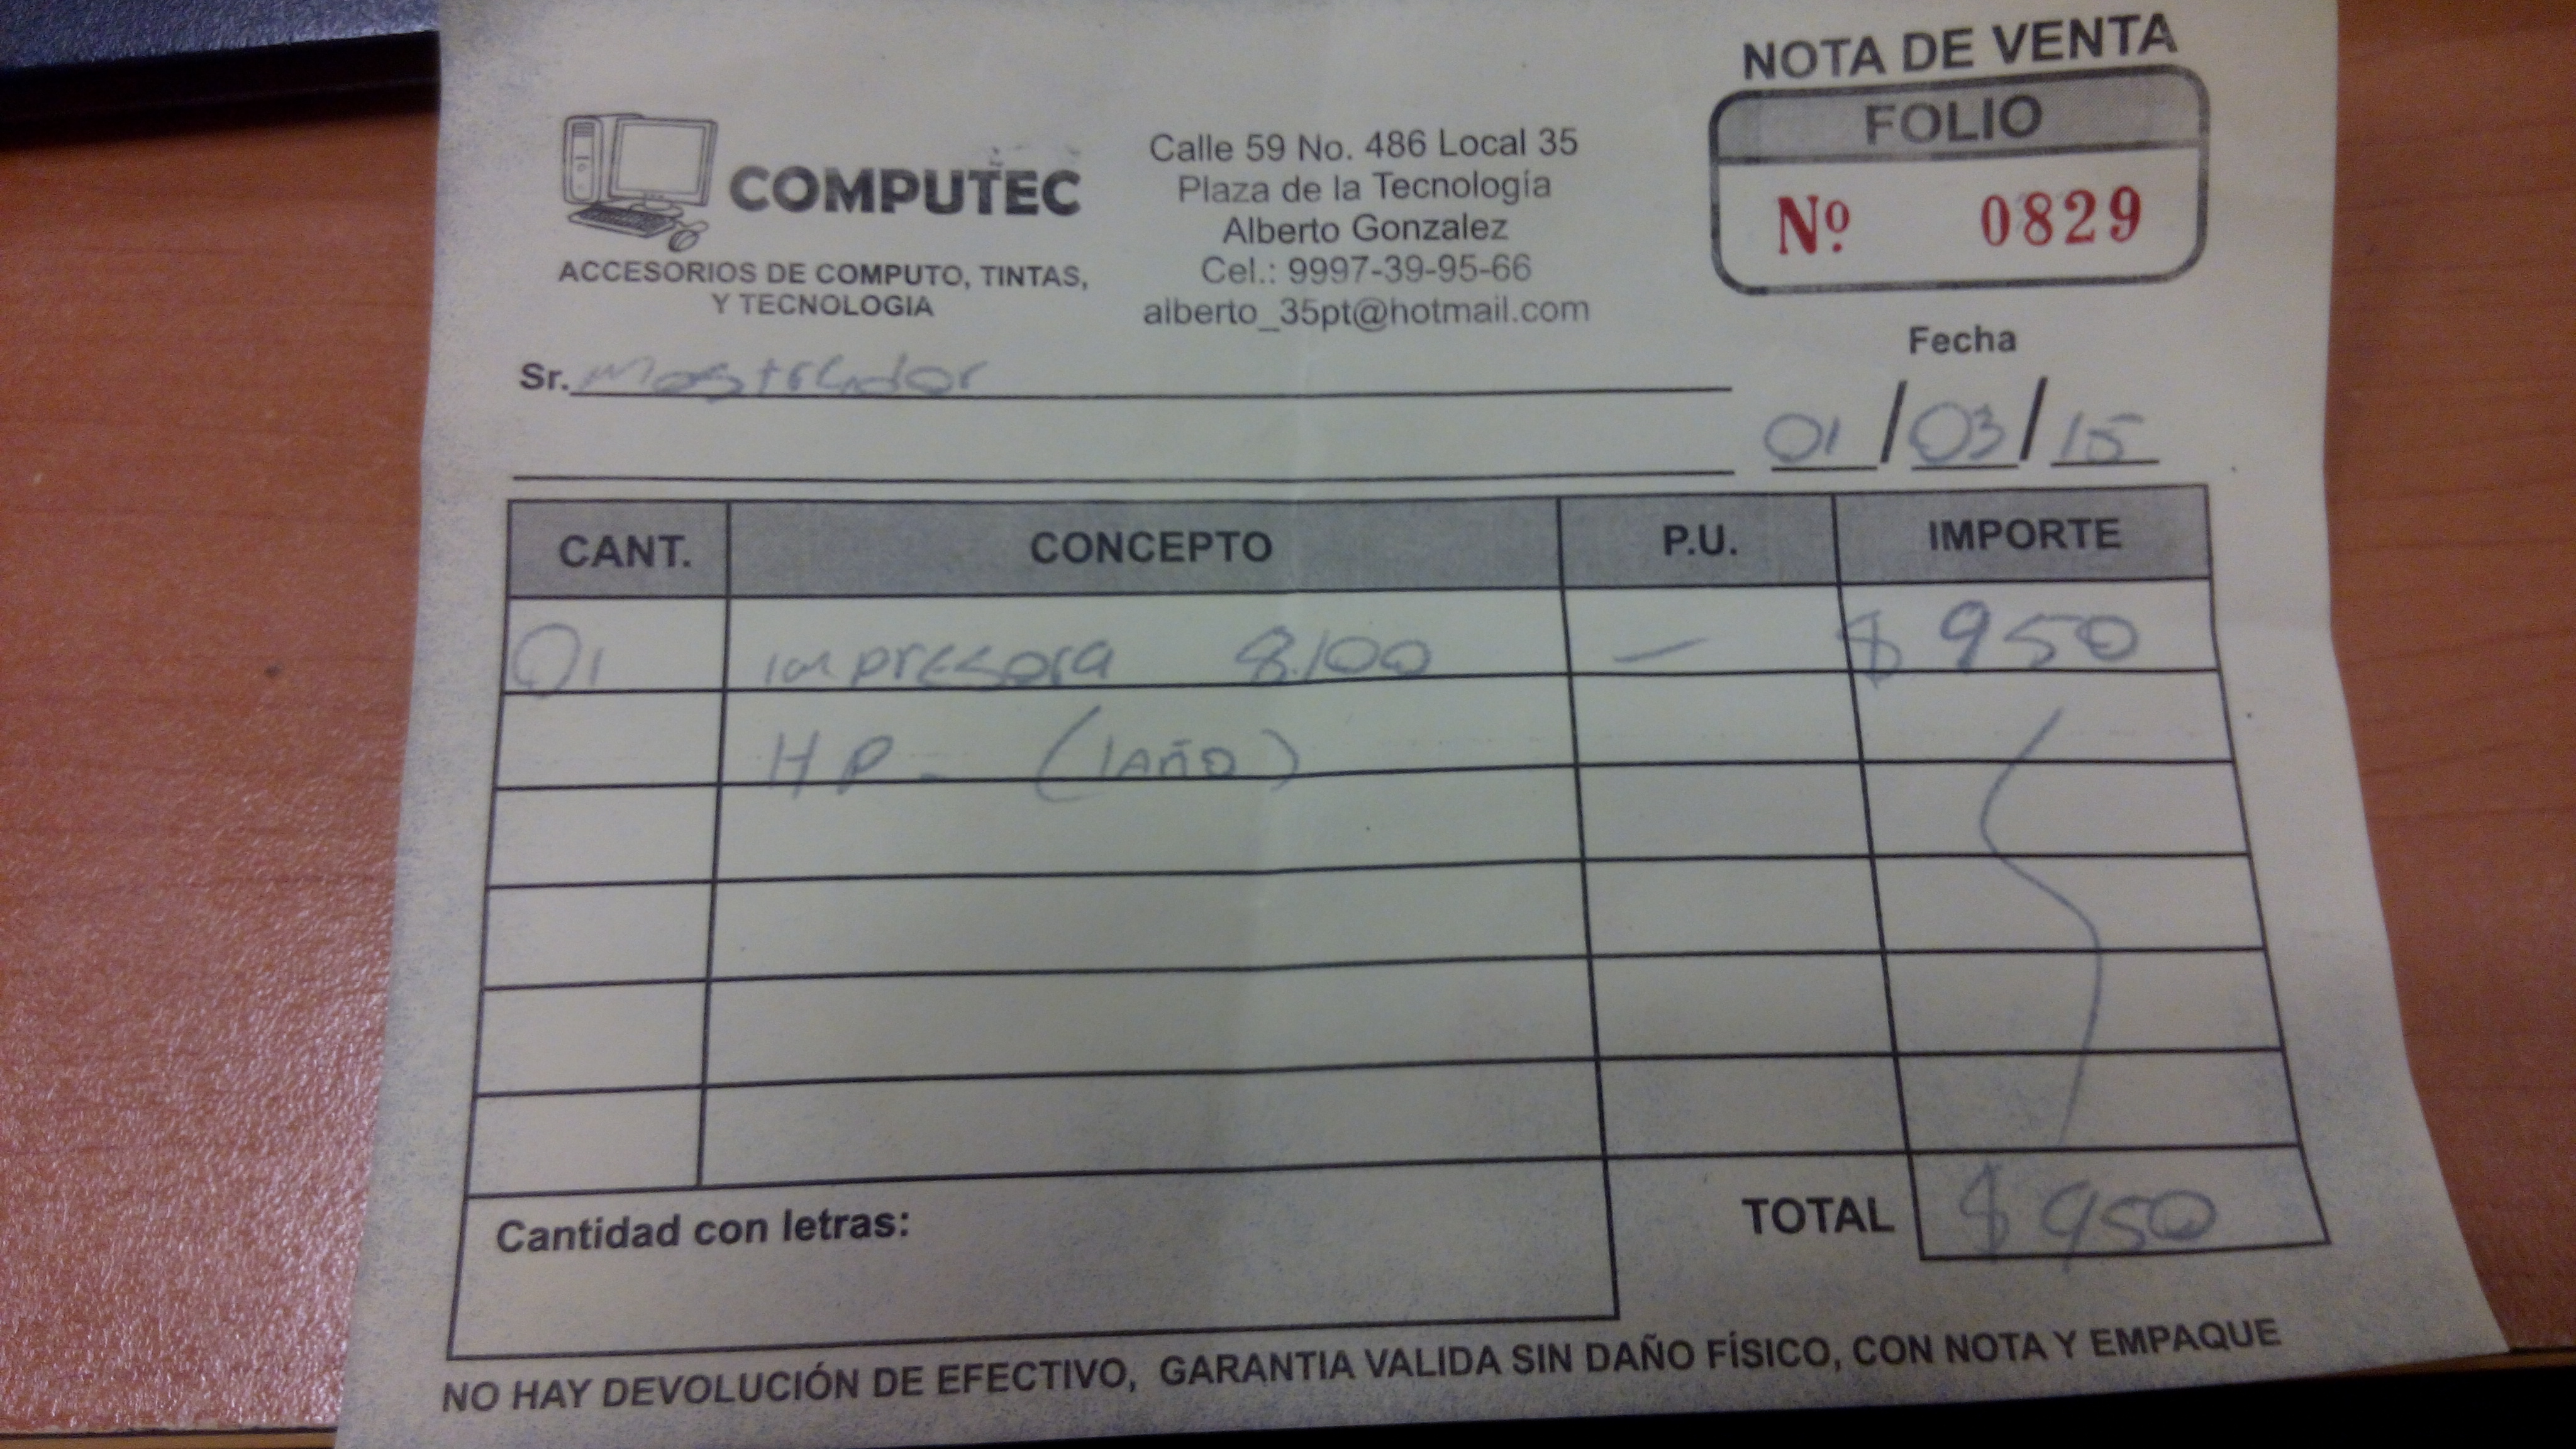 NOTA DE VENTA
FOLIO
Nº 0829
COMPUTEC
ACCESORIOS DE COMPUTO, TINTAS,
Y TECNOLOGIA
Calle 59 No. 486 Local 35
Plaza de la Tecnología
Alberto Gonzalez
Cel.: 9997-39-95-66
alberto_35pt@hotmail.com
Fecha
01/03/15
Sr. Mostrador
CANT. CONCEPTO P.U. IMPORTE
01 impresora 8100 — $ 950
HP - (1AÑO)
Cantidad con letras:
TOTAL $ 950
NO HAY DEVOLUCIÓN DE EFECTIVO, GARANTIA VALIDA SIN DAÑO FÍSICO, CON NOTA Y EMPAQUE